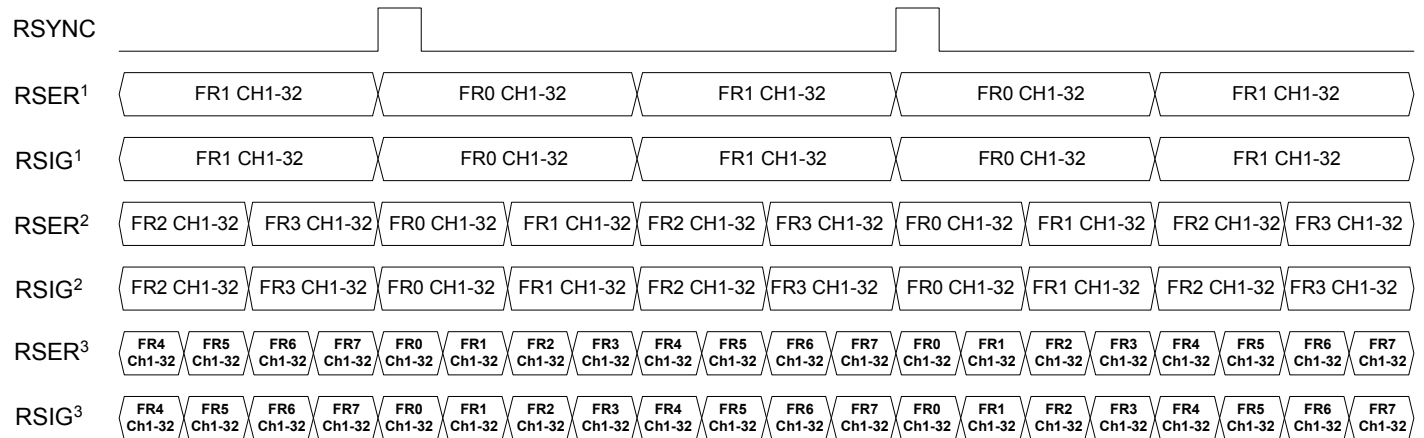 RSYNC
RSER¹ FR1 CH1-32 FR0 CH1-32 FR1 CH1-32 FR0 CH1-32 FR1 CH1-32
RSIG¹ FR1 CH1-32 FR0 CH1-32 FR1 CH1-32 FR0 CH1-32 FR1 CH1-32
RSER² FR2 CH1-32 FR3 CH1-32 FR0 CH1-32 FR1 CH1-32 FR2 CH1-32 FR3 CH1-32 FR0 CH1-32 FR1 CH1-32 FR2 CH1-32 FR3 CH1-32
RSIG² FR2 CH1-32 FR3 CH1-32 FR0 CH1-32 FR1 CH1-32 FR2 CH1-32 FR3 CH1-32 FR0 CH1-32 FR1 CH1-32 FR2 CH1-32 FR3 CH1-32
FR4 FR5 FR6 FR7 FR0 FR1 FR2 FR3 FR4 FR5 FR6 FR7 FR0 FR1 FR2 FR3 FR4 FR5 FR6 FR7
RSER³ Ch1-32 Ch1-32 Ch1-32 Ch1-32 Ch1-32 Ch1-32 Ch1-32 Ch1-32 Ch1-32 Ch1-32 Ch1-32 Ch1-32 Ch1-32 Ch1-32 Ch1-32 Ch1-32 Ch1-32 Ch1-32 Ch1-32 Ch1-32
FR4 FR5 FR6 FR7 FR0 FR1 FR2 FR3 FR4 FR5 FR6 FR7 FR0 FR1 FR2 FR3 FR4 FR5 FR6 FR7
RSIG³ Ch1-32 Ch1-32 Ch1-32 Ch1-32 Ch1-32 Ch1-32 Ch1-32 Ch1-32 Ch1-32 Ch1-32 Ch1-32 Ch1-32 Ch1-32 Ch1-32 Ch1-32 Ch1-32 Ch1-32 Ch1-32 Ch1-32 Ch1-32